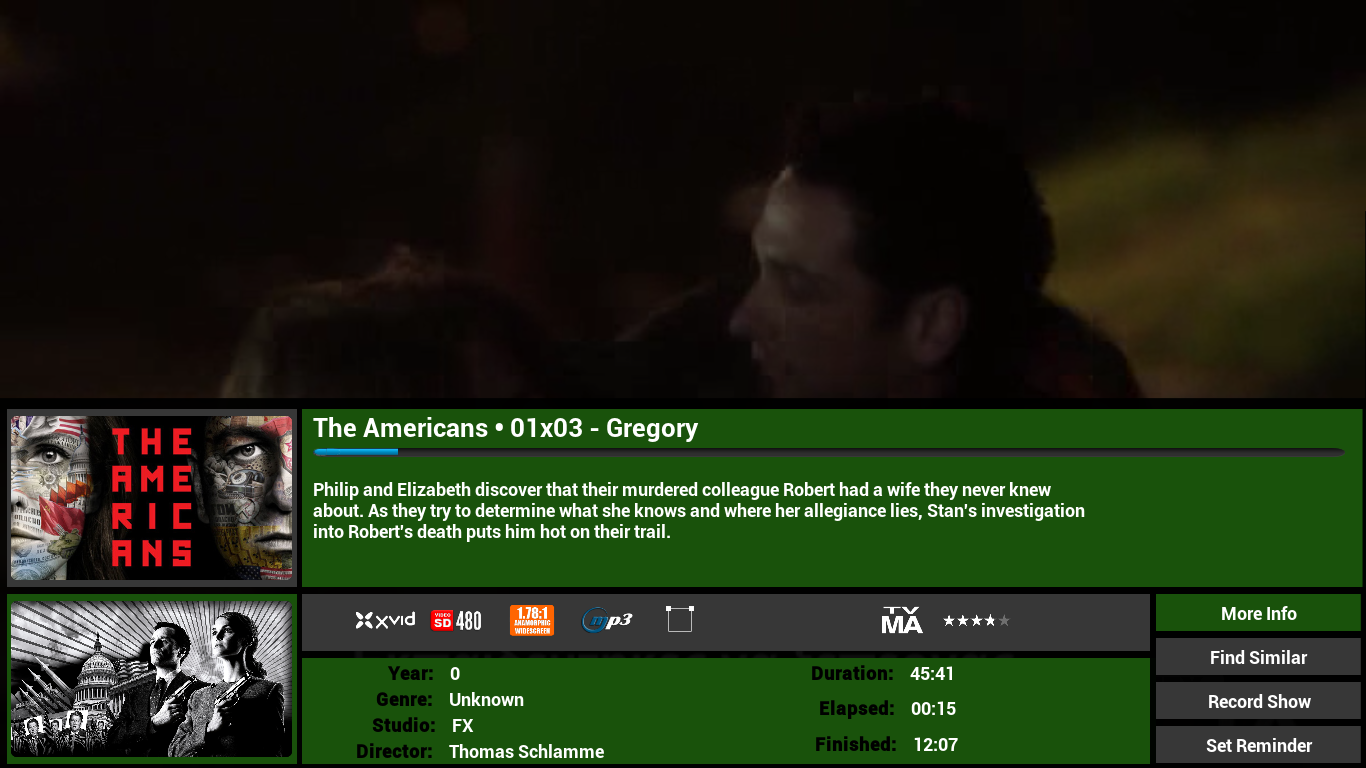 The Americans • 01x03 - Gregory
THE
AME
RIC
ANS
Philip and Elizabeth discover that their murdered colleague Robert had a wife they never knew
about. As they try to determine what she knows and where her allegiance lies, Stan's investigation
into Robert's death puts him hot on their trail.
xvid
VIDEO
SD 480
1.78:1
ANAMORPHIC
WIDESCREEN
mp3
TV
MA
More Info
Find Similar
Record Show
Set Reminder
Year: 0
Genre: Unknown
Studio: FX
Director: Thomas Schlamme
Duration: 45:41
Elapsed: 00:15
Finished: 12:07